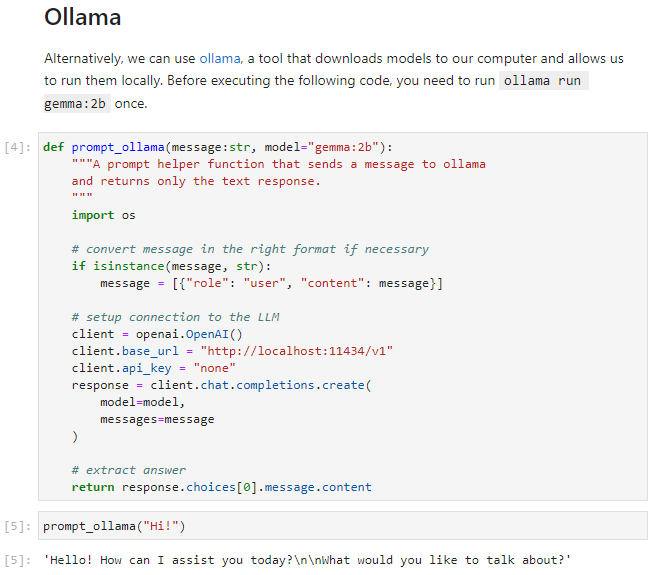 Ollama
Alternatively, we can use ollama, a tool that downloads models to our computer and allows us
to run them locally. Before executing the following code, you need to run ollama run
gemma:2b once.
[4]: def prompt_ollama(message:str, model="gemma:2b"):
    """A prompt helper function that sends a message to ollama
    and returns only the text response.
    """
    import os

    # convert message in the right format if necessary
    if isinstance(message, str):
        message = [{"role": "user", "content": message}]

    # setup connection to the LLM
    client = openai.OpenAI()
    client.base_url = "http://localhost:11434/v1"
    client.api_key = "none"
    response = client.chat.completions.create(
        model=model,
        messages=message
    )

    # extract answer
    return response.choices[0].message.content
[5]: prompt_ollama("Hi!")
[5]: 'Hello! How can I assist you today?\n\nWhat would you like to talk about?'